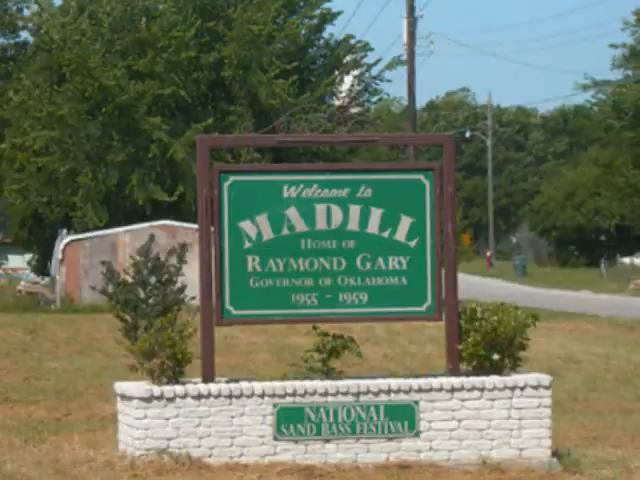 Welcome to
MADILL
HOME OF
RAYMOND GARY
GOVERNOR OF OKLAHOMA
1955 - 1959
NATIONAL
SAND BASS FESTIVAL